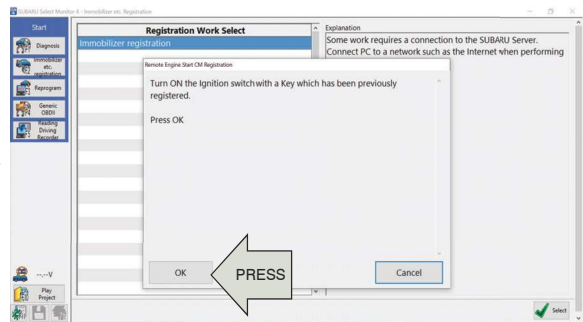 SUBARU Select Monitor 4 - Immobilizer etc. Registration
Start
Diagnosis
Immobilizer
etc.
registration
Reprogram
Generic
OBDII
Reading
Driving
Recorder
--.--V
Play
Project
Registration Work Select
Immobilizer registration
Explanation
Some work requires a connection to the SUBARU Server.
Connect PC to a network such as the Internet when performing
Remote Engine Start CM Registration
Turn ON the Ignition switch with a Key which has been previously
registered.
Press OK
OK
PRESS
Cancel
Select